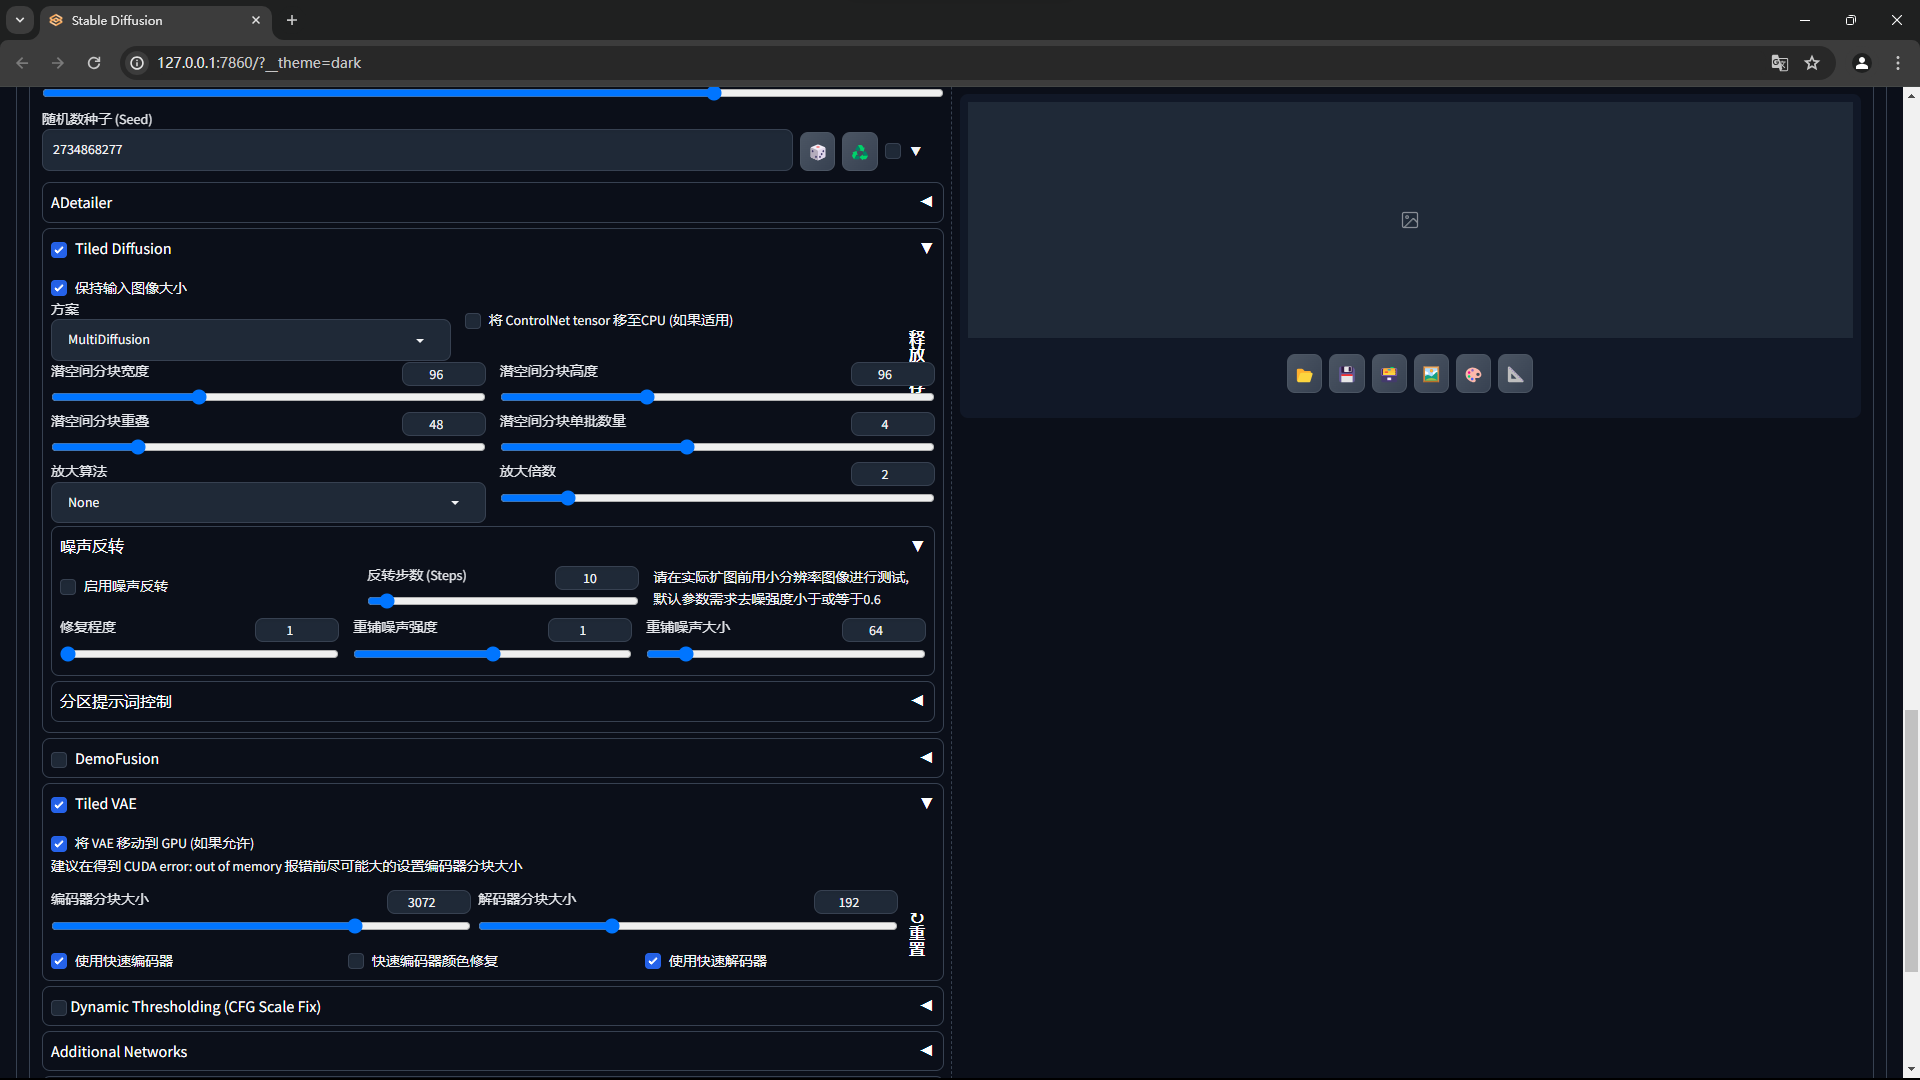 Stable Diffusion
127.0.0.1:7860/?__theme=dark
随机数种子 (Seed)
2734868277
ADetailer
Tiled Diffusion
保持输入图像大小
方案
MultiDiffusion
将 ControlNet tensor 移至CPU (如果适用)
释放
潜空间分块宽度
96
潜空间分块高度
96
潜空间分块重叠
48
潜空间分块单批数量
4
放大算法
None
放大倍数
2
噪声反转
启用噪声反转
反转步数 (Steps)
10
请在实际扩图前用小分辨率图像进行测试,
默认参数需求去噪强度小于或等于0.6
修复程度
1
重铺噪声强度
1
重铺噪声大小
64
分区提示词控制
DemoFusion
Tiled VAE
将 VAE 移动到 GPU (如果允许)
建议在得到 CUDA error: out of memory 报错前尽可能大的设置编码器分块大小
编码器分块大小
3072
解码器分块大小
192
↻重置
使用快速编码器
快速编码器颜色修复
使用快速解码器
Dynamic Thresholding (CFG Scale Fix)
Additional Networks